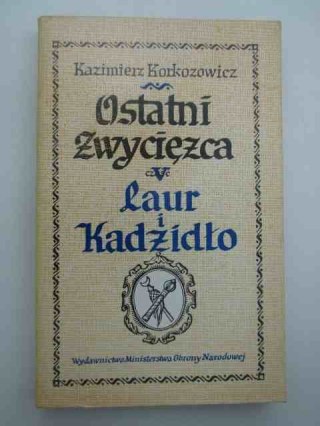 Kazimierz Korkozowicz
Ostatni
Zwycięzca
V
Laur
i
Kadzidło
Wydawnictwo Ministerstwa Obrony Narodowej